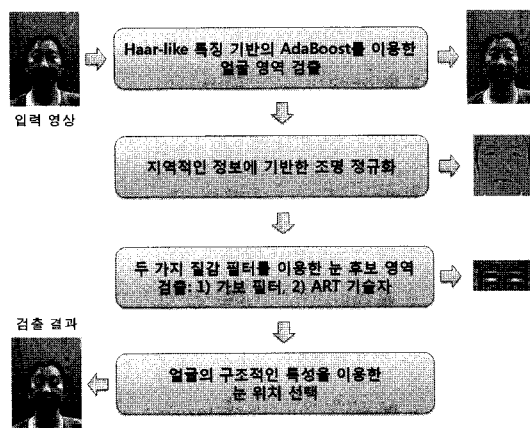 Haar-like 특징 기반의 AdaBoost를 이용한
얼굴 영역 검출
입력 영상
지역적인 정보에 기반한 조명 정규화
두 가지 질감 필터를 이용한 눈 후보 영역
검출: 1) 가보 필터, 2) ART 기술자
검출 결과
얼굴의 구조적인 특성을 이용한
눈 위치 선택